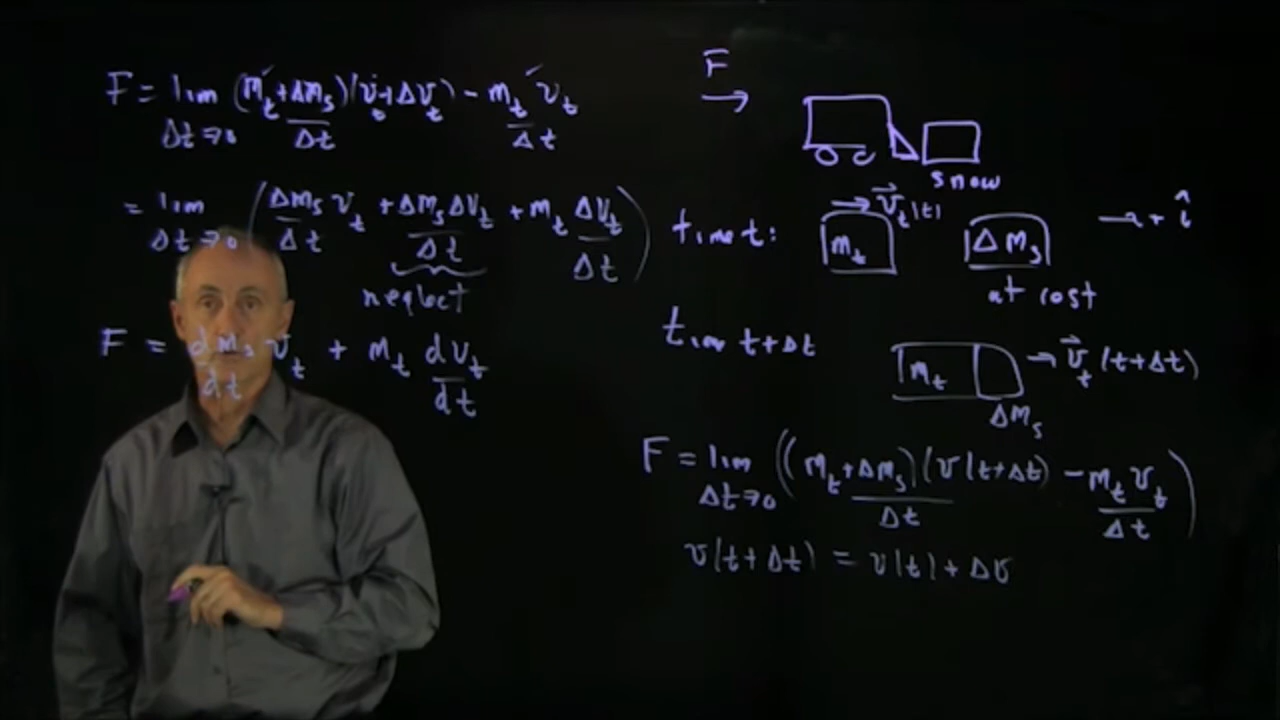 F = lim (m_t + Δm_s)(v_t + Δv_t) − m_t v_t
Δt→0 Δt Δt
= lim (Δm_s v_t + Δm_s Δv_t + m_t Δv_t)
Δt→0 Δt Δt Δt
neglect
F = dm_s v_t + m_t dv_t
dt dt
F
snow
time t: m_t v_t(t) Δm_s → + î
at rest
time t+Δt m_t → v_t(t+Δt)
Δm_s
F = lim ((m_t + Δm_s)(v(t+Δt) − m_t v_t)
Δt→0 Δt Δt
v(t+Δt) = v(t) + Δv